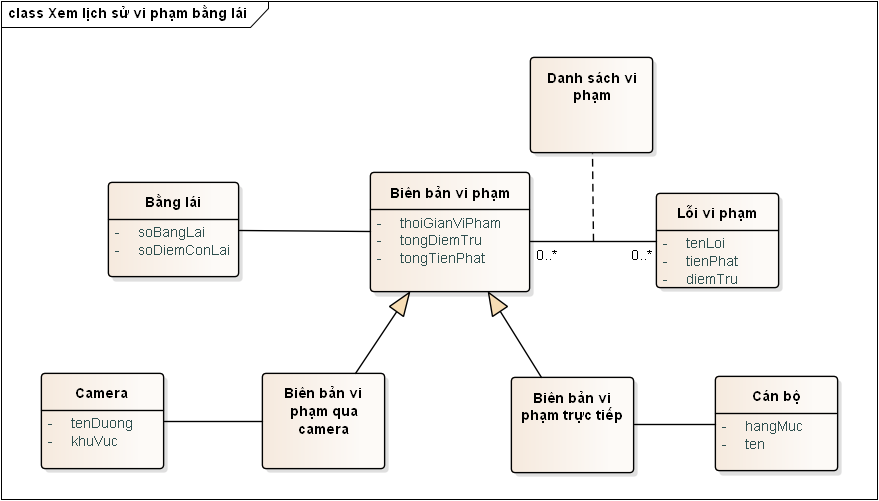 class Xem lịch sử vi phạm bằng lái
Danh sách vi
phạm
Bằng lái
- soBangLai
- soDiemConLai
Biên bản vi phạm
- thoiGianViPham
- tongDiemTru
- tongTienPhat
0..*
0..*
Lỗi vi phạm
- tenLoi
- tienPhat
- diemTru
Camera
- tenDuong
- khuVuc
Biên bản vi
phạm qua
camera
Biên bản vi
phạm trực tiếp
Cán bộ
- hangMuc
- ten